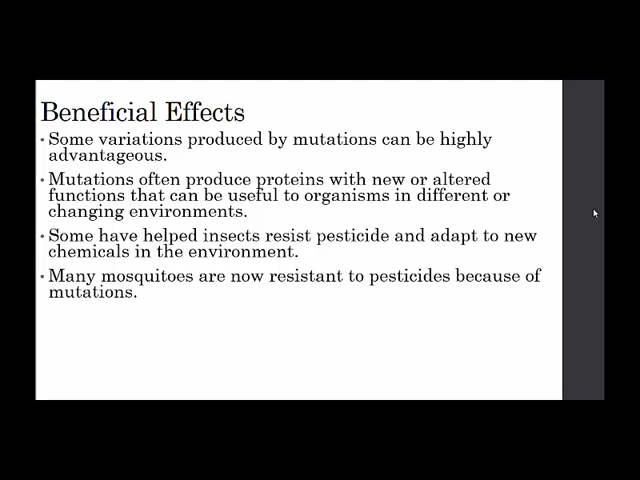 Beneficial Effects
• Some variations produced by mutations can be highly
advantageous.
• Mutations often produce proteins with new or altered
functions that can be useful to organisms in different or
changing environments.
• Some have helped insects resist pesticide and adapt to new
chemicals in the environment.
• Many mosquitoes are now resistant to pesticides because of
mutations.